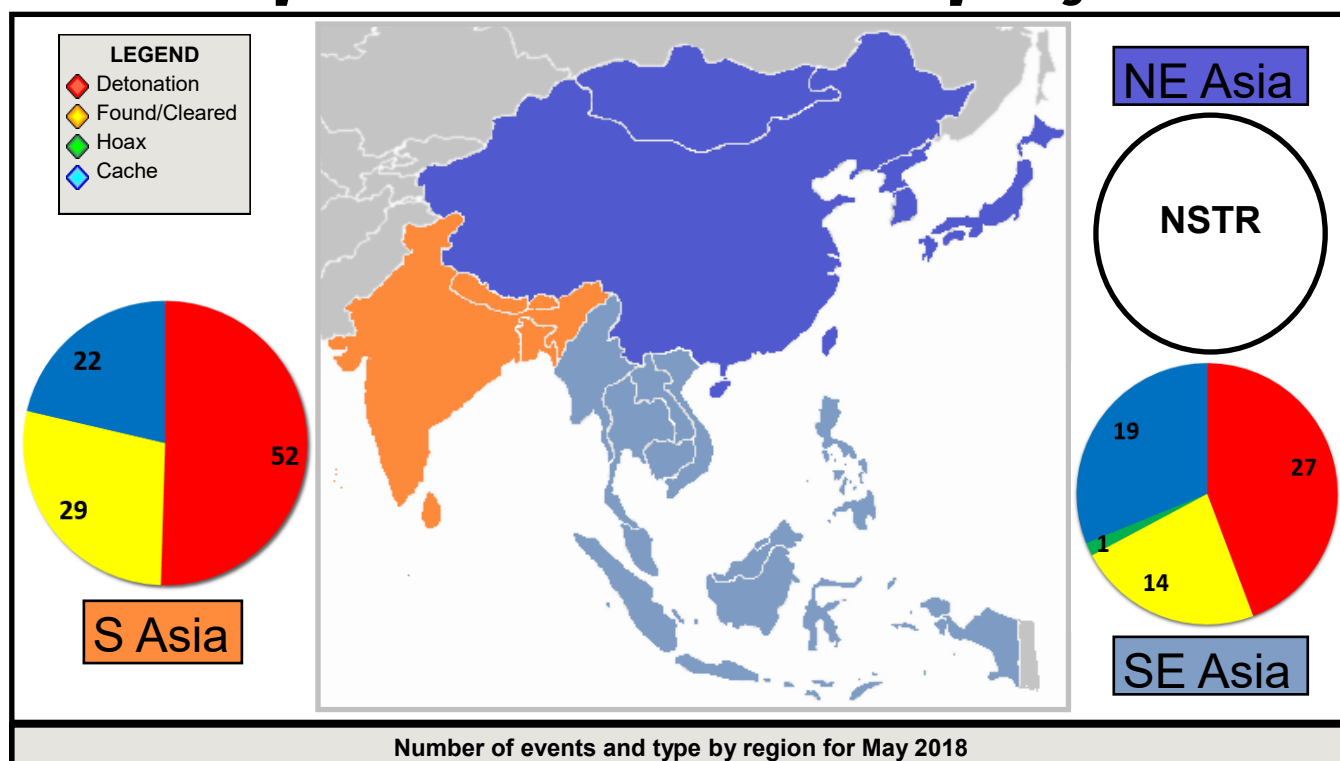 LEGEND
Detonation
Found/Cleared
Hoax
Cache
NE Asia
NSTR
22
52
29
S Asia
19
27
1
14
SE Asia
Number of events and type by region for May 2018